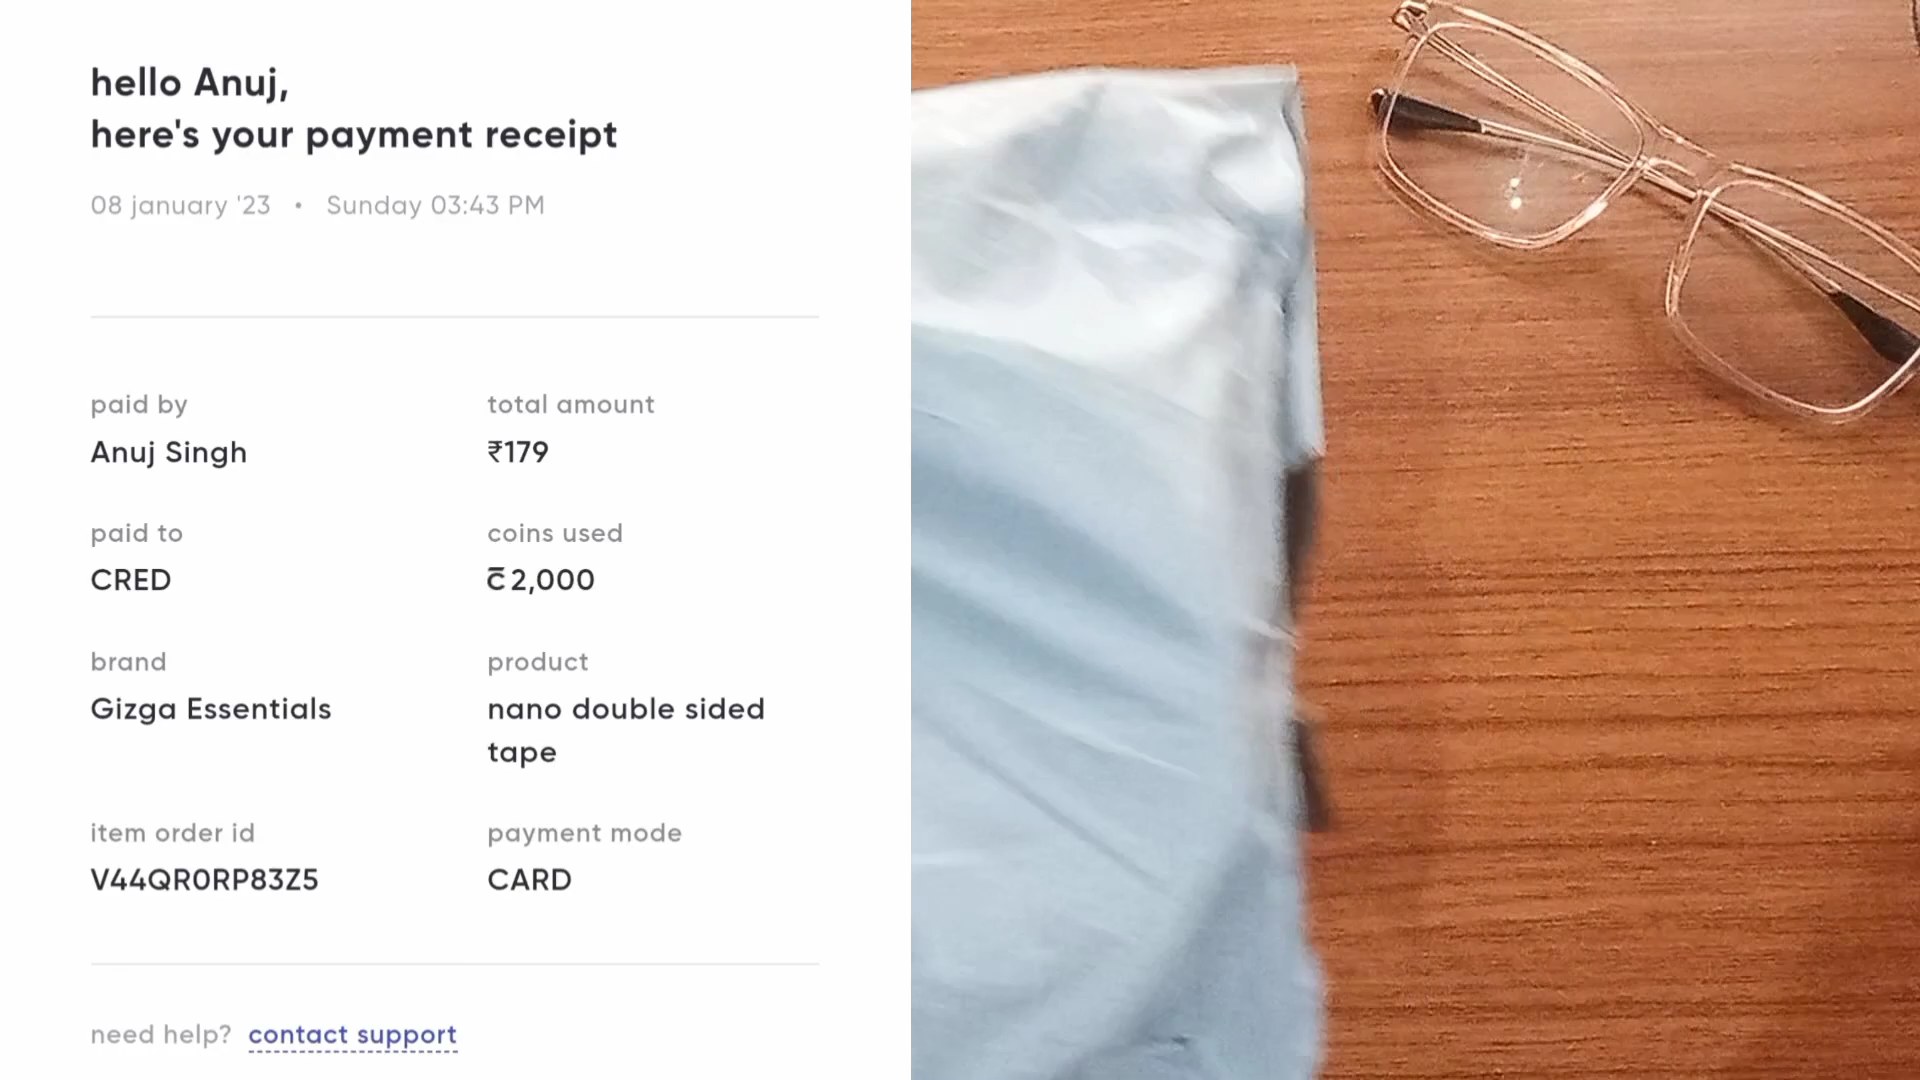 hello Anuj,
here's your payment receipt
08 january '23 • Sunday 03:43 PM
paid by
Anuj Singh
total amount
₹179
paid to
CRED
coins used
C̅ 2,000
brand
Gizga Essentials
product
nano double sided
tape
item order id
V44QR0RP83Z5
payment mode
CARD
need help? contact support